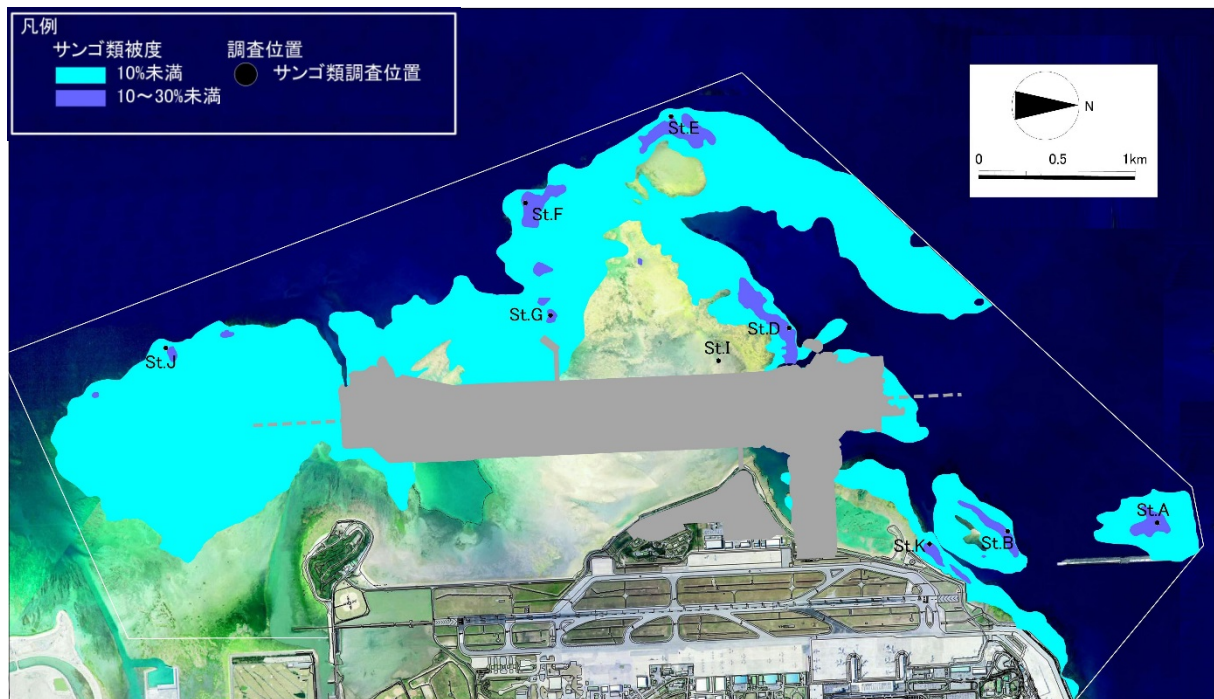 凡例
サンゴ類被度
10%未満
10~30%未満
調査位置
サンゴ類調査位置
N
0 0.5 1km
St.E
St.F
St.G
St.D
St.J
St.I
St.A
St.B
St.K